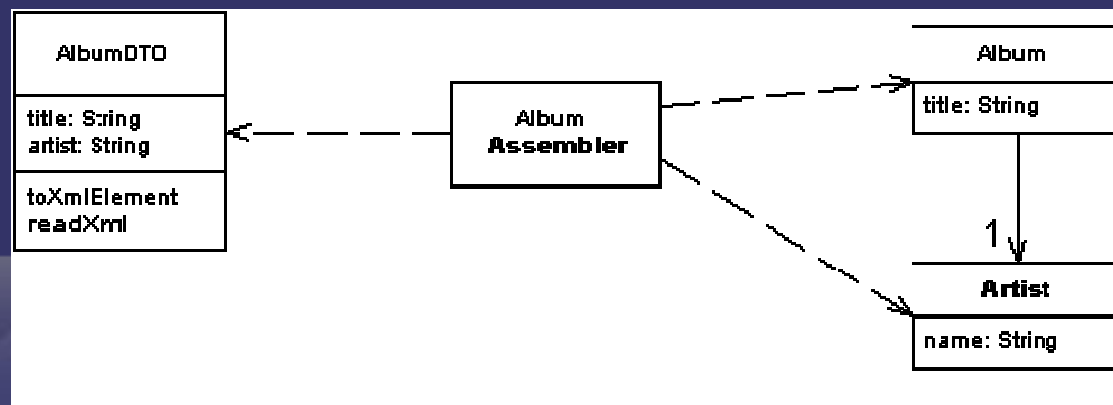 AlbumDTO
title: String
artist: String
toXmlElement
readXml
Album
Assembler
Album
title: String
1
Artist
name: String